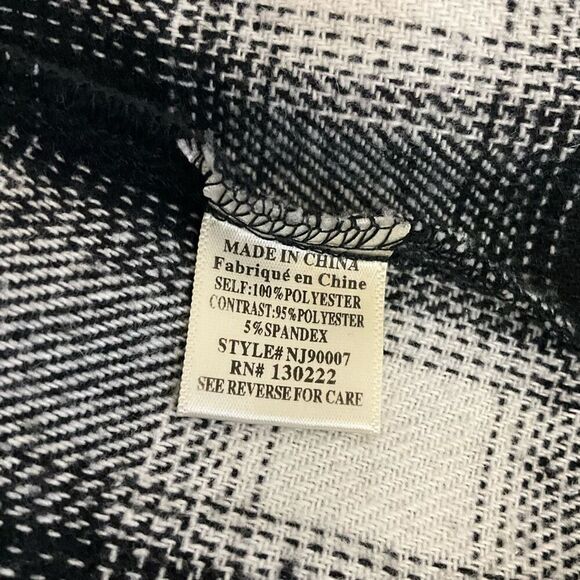 MADE IN CHINA
Fabriqué en Chine
SELF:100%POLYESTER
CONTRAST:95%POLYESTER
5%SPANDEX
STYLE# NJ90007
RN# 130222
SEE REVERSE FOR CARE